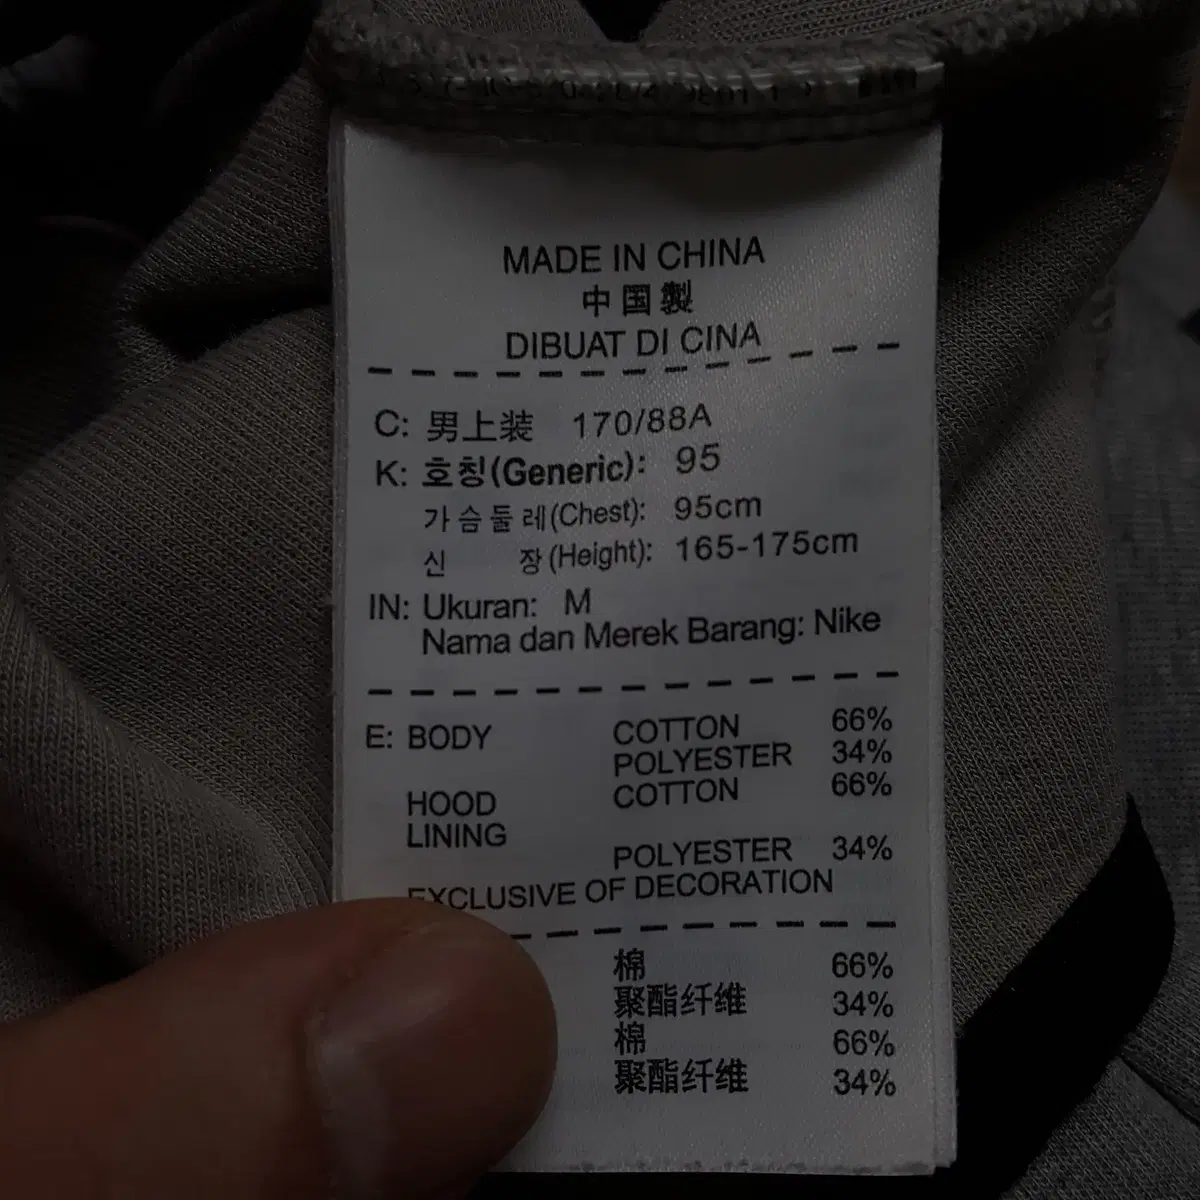 MADE IN CHINA
中国製
DIBUAT DI CINA
C: 男上装 170/88A
K: 호칭(Generic): 95
가슴둘레(Chest): 95cm
신 장(Height): 165-175cm
IN: Ukuran: M
Nama dan Merek Barang: Nike
E: BODY COTTON 66%
POLYESTER 34%
HOOD COTTON 66%
LINING
POLYESTER 34%
EXCLUSIVE OF DECORATION
棉 66%
聚酯纤维 34%
棉 66%
聚酯纤维 34%